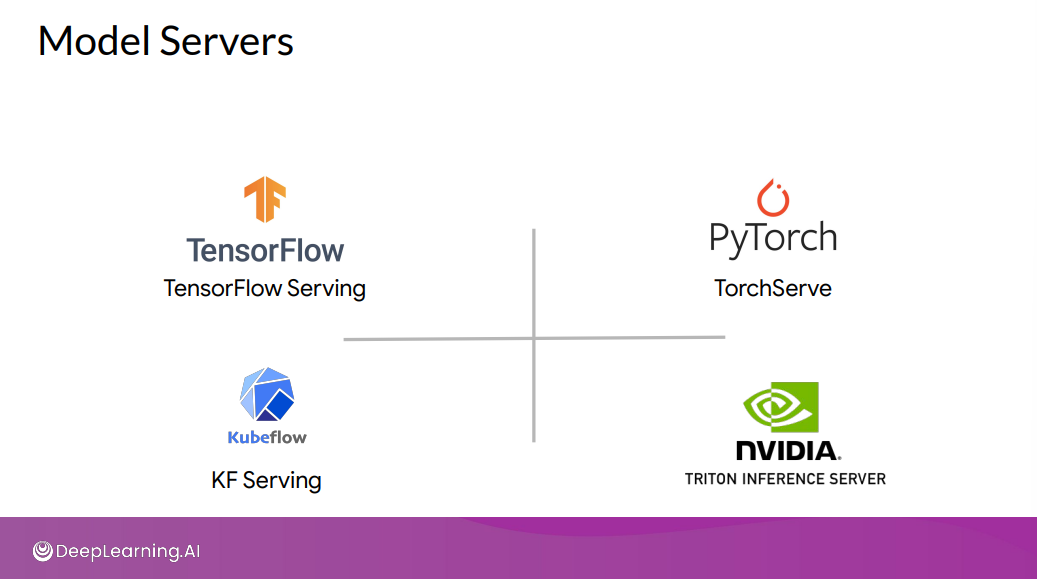 Model Servers
TensorFlow
TensorFlow Serving
PyTorch
TorchServe
Kubeflow
KF Serving
NVIDIA.
TRITON INFERENCE SERVER
DeepLearning.AI